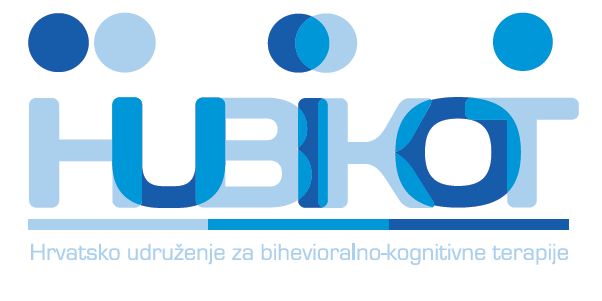 HUBIKOT
Hrvatsko udruženje za bihevioralno-kognitivne terapije